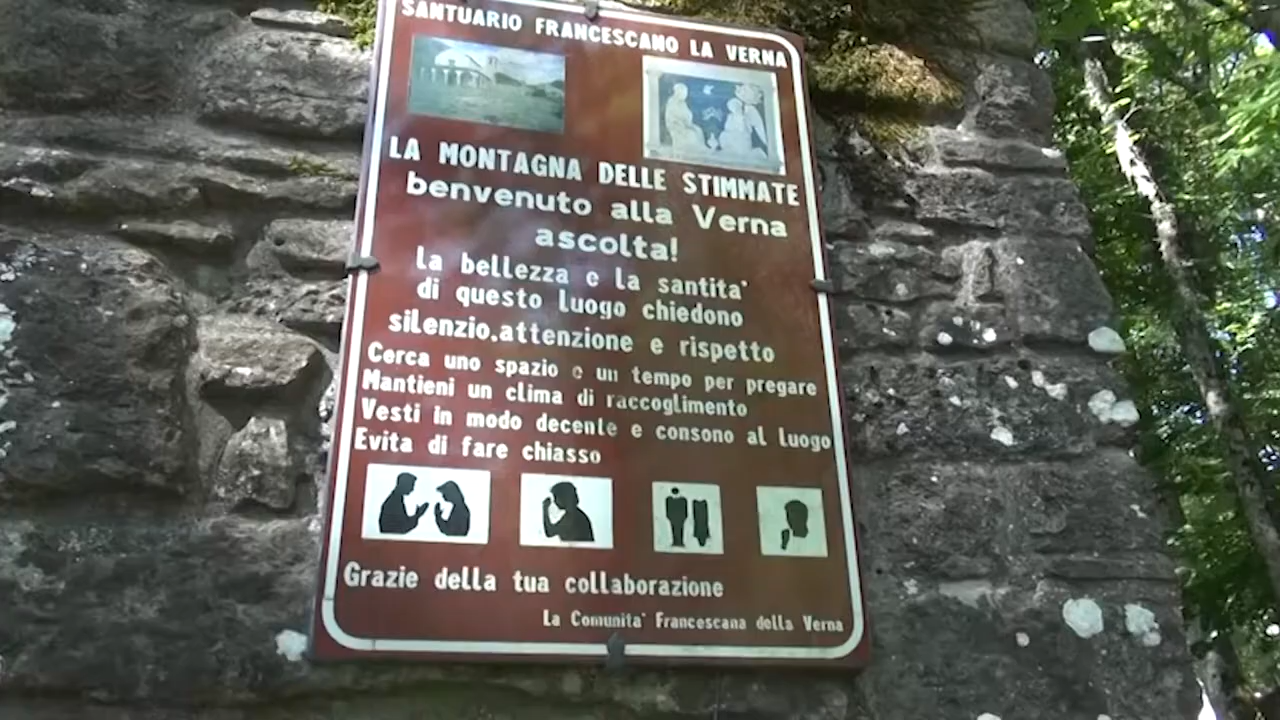 SANTUARIO FRANCESCANO LA VERNA
LA MONTAGNA DELLE STIMMATE
benvenuto alla Verna
ascolta!
la bellezza e la santita'
di questo luogo chiedono
silenzio.attenzione e rispetto
Cerca uno spazio e un tempo per pregare
Mantieni un clima di raccoglimento
Vesti in modo decente e consono al luogo
Evita di fare chiasso
Grazie della tua collaborazione
La Comunita' Francescana della Verna